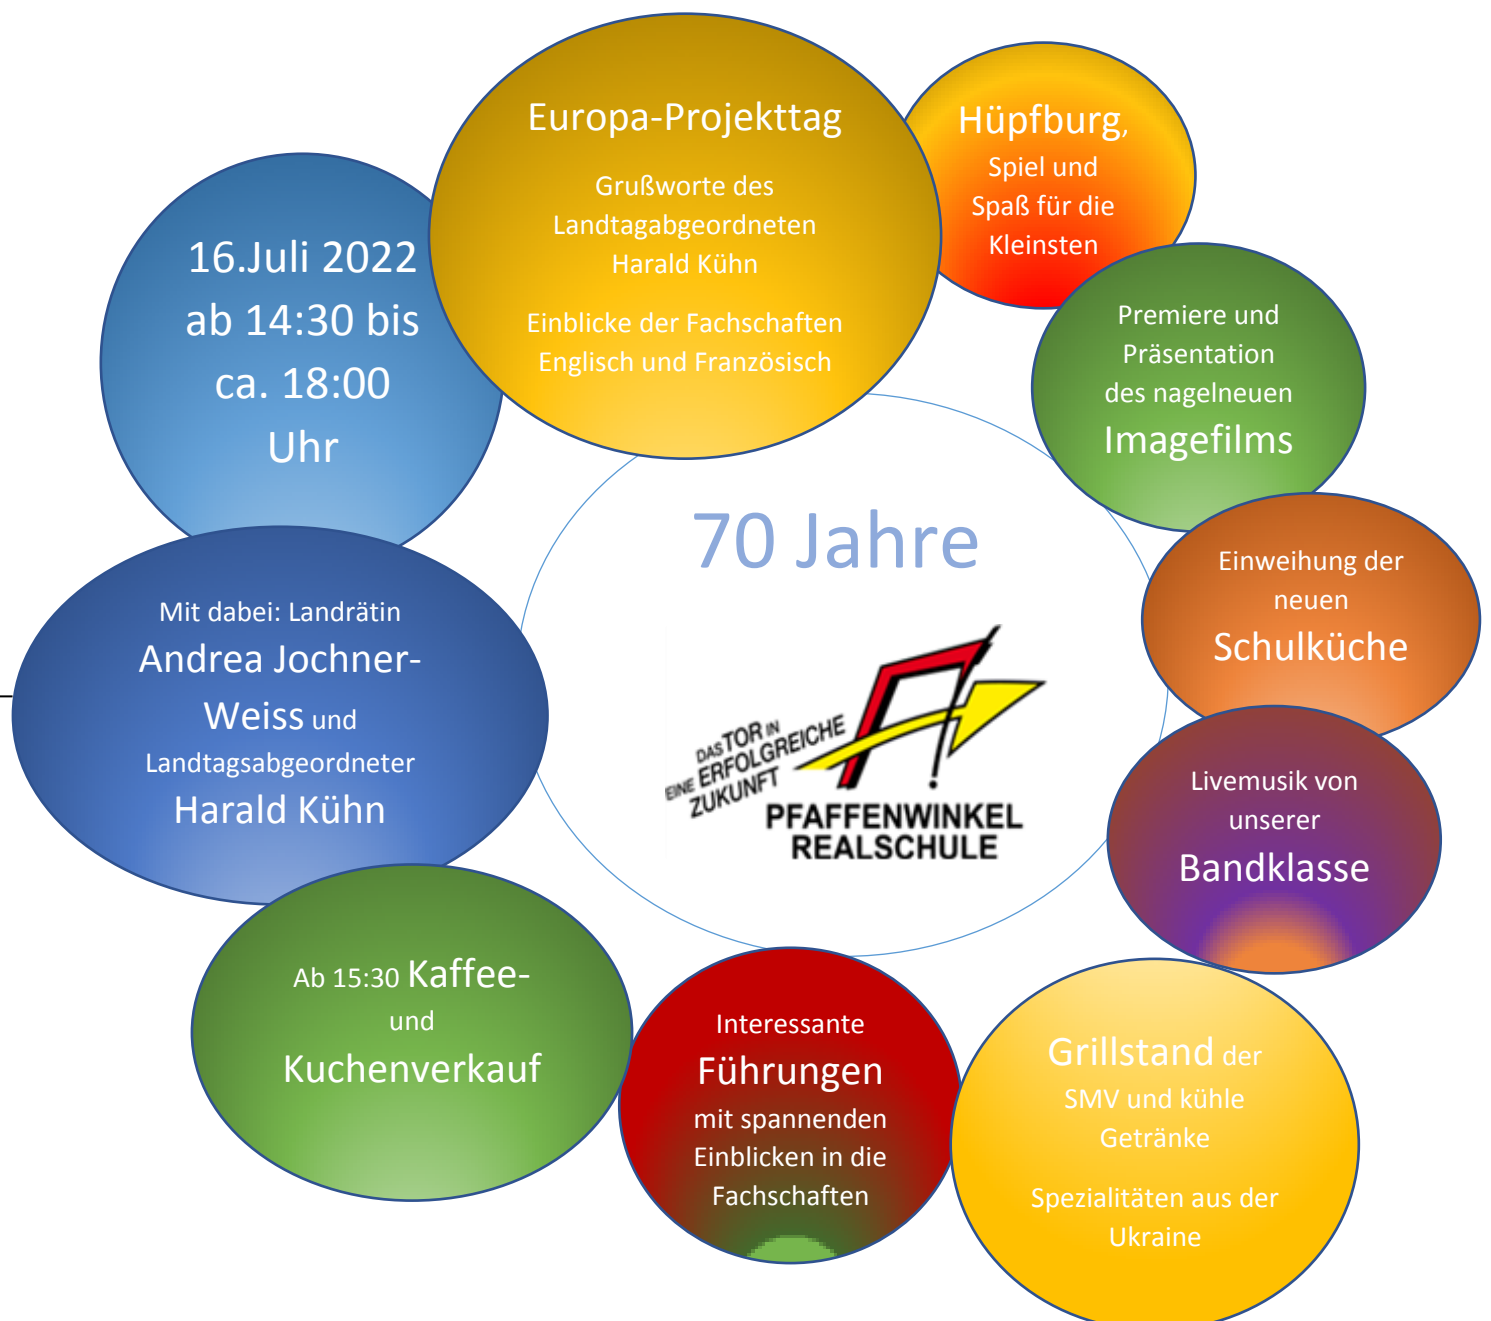 Europa-Projekttag
Grußworte des
Landtagabgeordneten
Harald Kühn
Einblicke der Fachschaften
Englisch und Französisch
Hüpfburg,
Spiel und
Spaß für die
Kleinsten
16.Juli 2022
ab 14:30 bis
ca. 18:00
Uhr
Premiere und
Präsentation
des nagelneuen
Imagefilms
70 Jahre
DAS TOR IN
EINE ERFOLGREICHE
ZUKUNFT
PFAFFENWINKEL
REALSCHULE
Einweihung der
neuen
Schulküche
Mit dabei: Landrätin
Andrea Jochner-
Weiss und
Landtagsabgeordneter
Harald Kühn
Livemusik von
unserer
Bandklasse
Ab 15:30 Kaffee-
und
Kuchenverkauf
Interessante
Führungen
mit spannenden
Einblicken in die
Fachschaften
Grillstand der
SMV und kühle
Getränke
Spezialitäten aus der
Ukraine